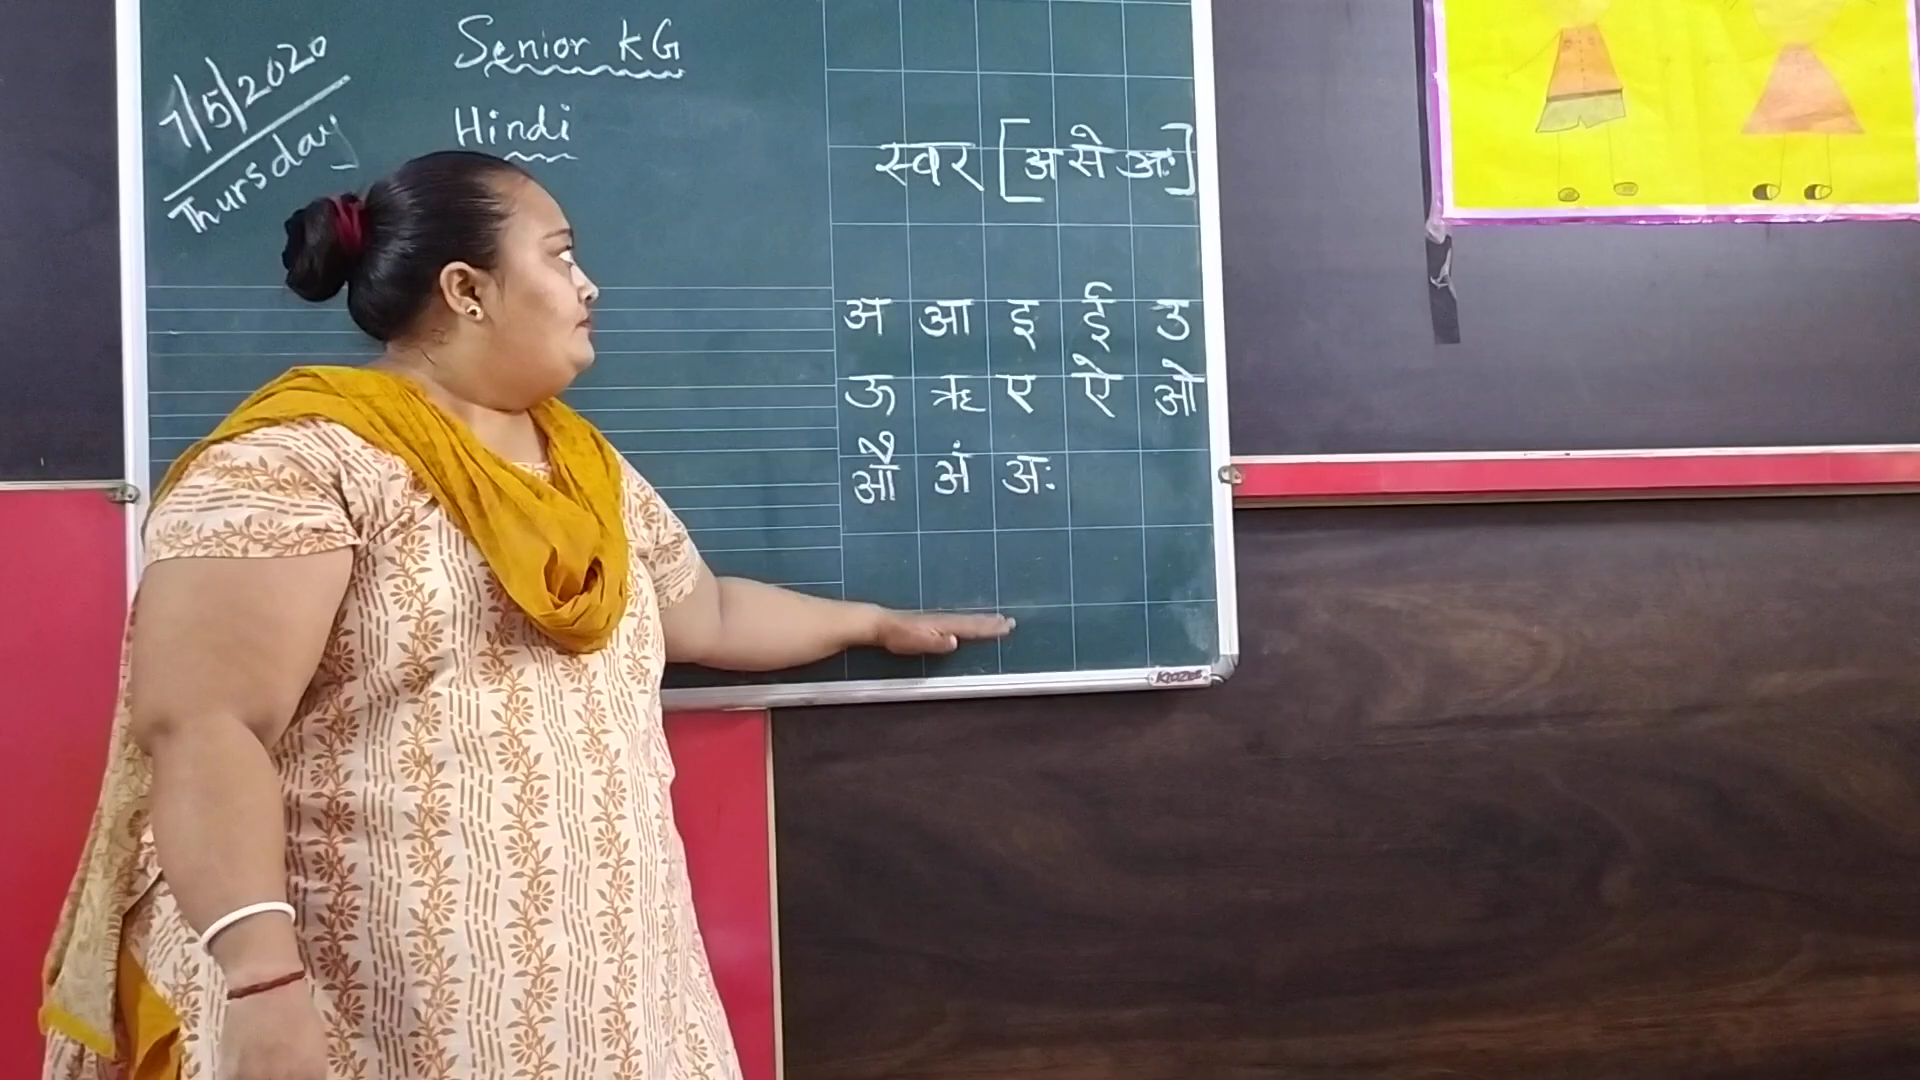 7/5/2020
Thursday
Senior KG
Hindi
स्वर [अ से अः]
अ आ इ ई उ
ऊ ऋ ए ऐ ओ
औ अं अः